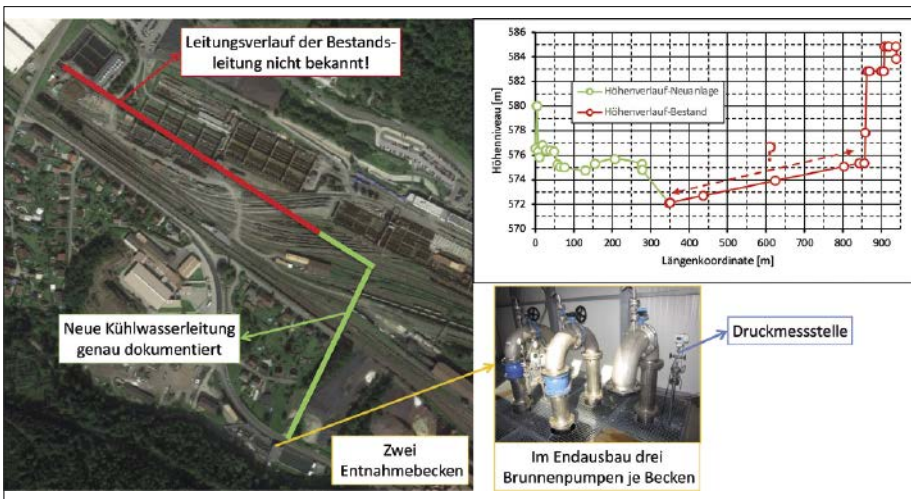 Leitungsverlauf der Bestands-
leitung nicht bekannt!
Neue Kühlwasserleitung
genau dokumentiert
Zwei
Entnahmebecken
586
584
582
580
578
576
574
572
570
Höhenniveau [m]
Höhenverlauf-Neuanlage
Höhenverlauf-Bestand
?
0
100
200
300
400
500
600
700
800
900
Längenkoordinate [m]
Druckmessstelle
Im Endausbau drei
Brunnenpumpen je Becken